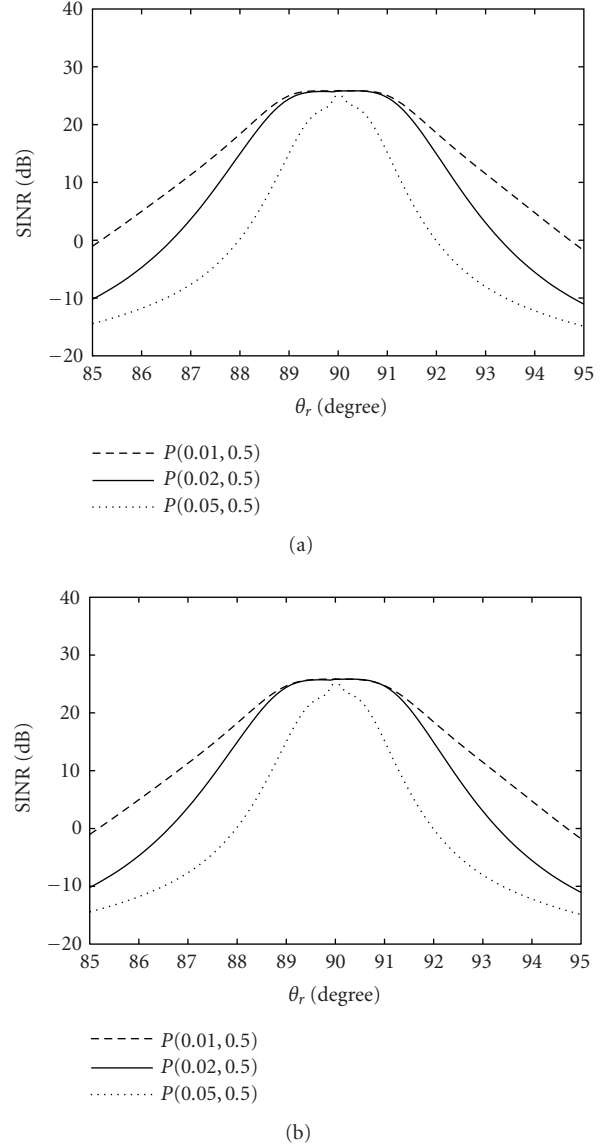 40
30
20
10
0
−10
−20
SINR (dB)
85 86 87 88 89 90 91 92 93 94 95
θr (degree)
P(0.01, 0.5)
P(0.02, 0.5)
P(0.05, 0.5)
(a)
40
30
20
10
0
−10
−20
SINR (dB)
85 86 87 88 89 90 91 92 93 94 95
θr (degree)
P(0.01, 0.5)
P(0.02, 0.5)
P(0.05, 0.5)
(b)